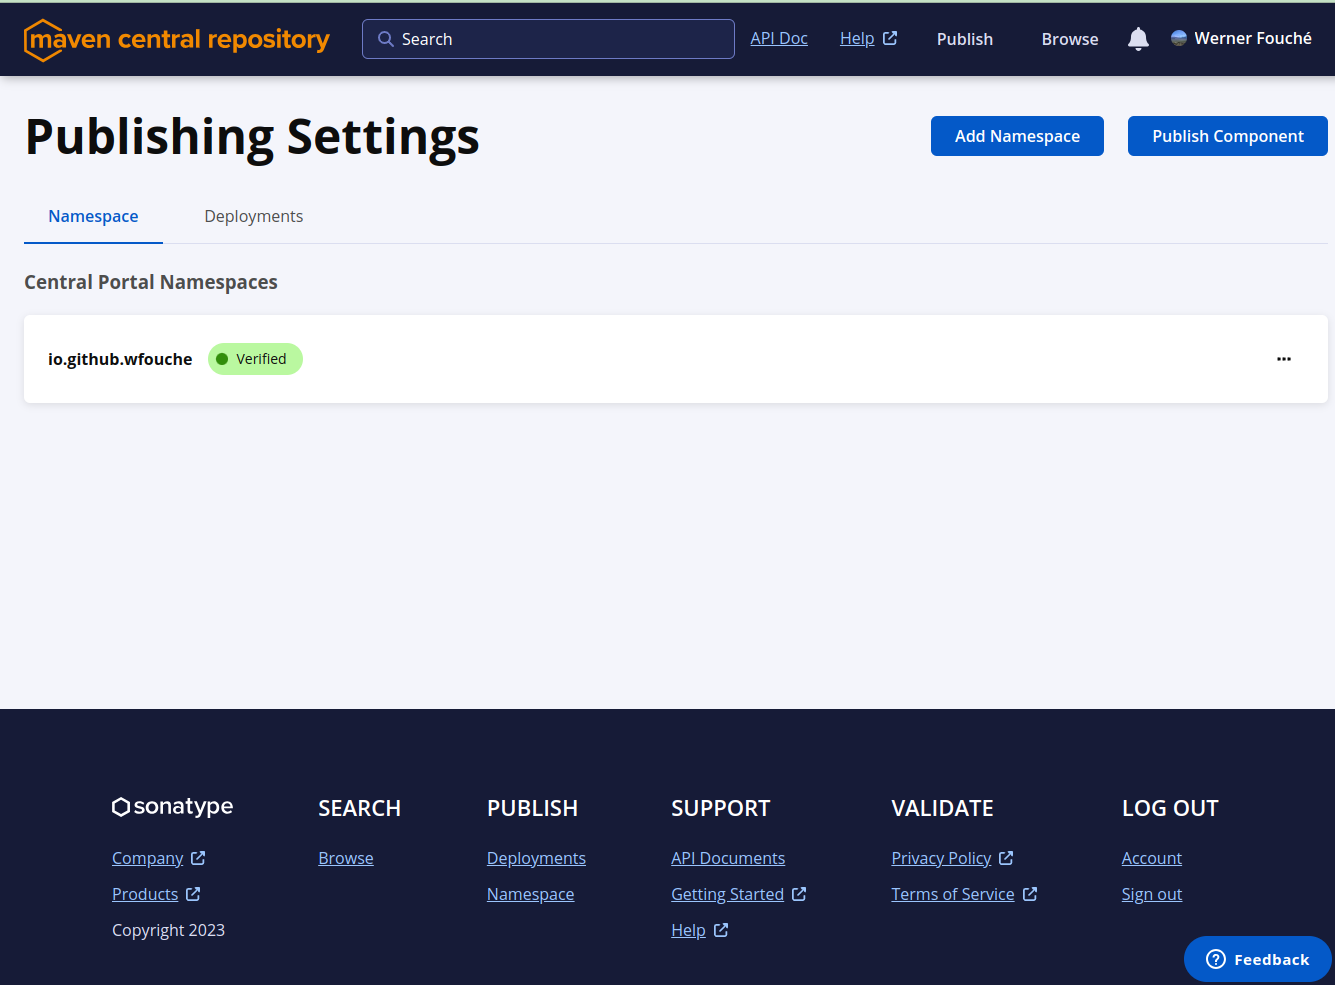 maven central repository
Search
API Doc
Help
Publish
Browse
Werner Fouché
Publishing Settings
Add Namespace
Publish Component
Namespace
Deployments
Central Portal Namespaces
io.github.wfouche
Verified
sonatype
Company
Products
Copyright 2023
SEARCH
Browse
PUBLISH
Deployments
Namespace
SUPPORT
API Documents
Getting Started
Help
VALIDATE
Privacy Policy
Terms of Service
LOG OUT
Account
Sign out
Feedback